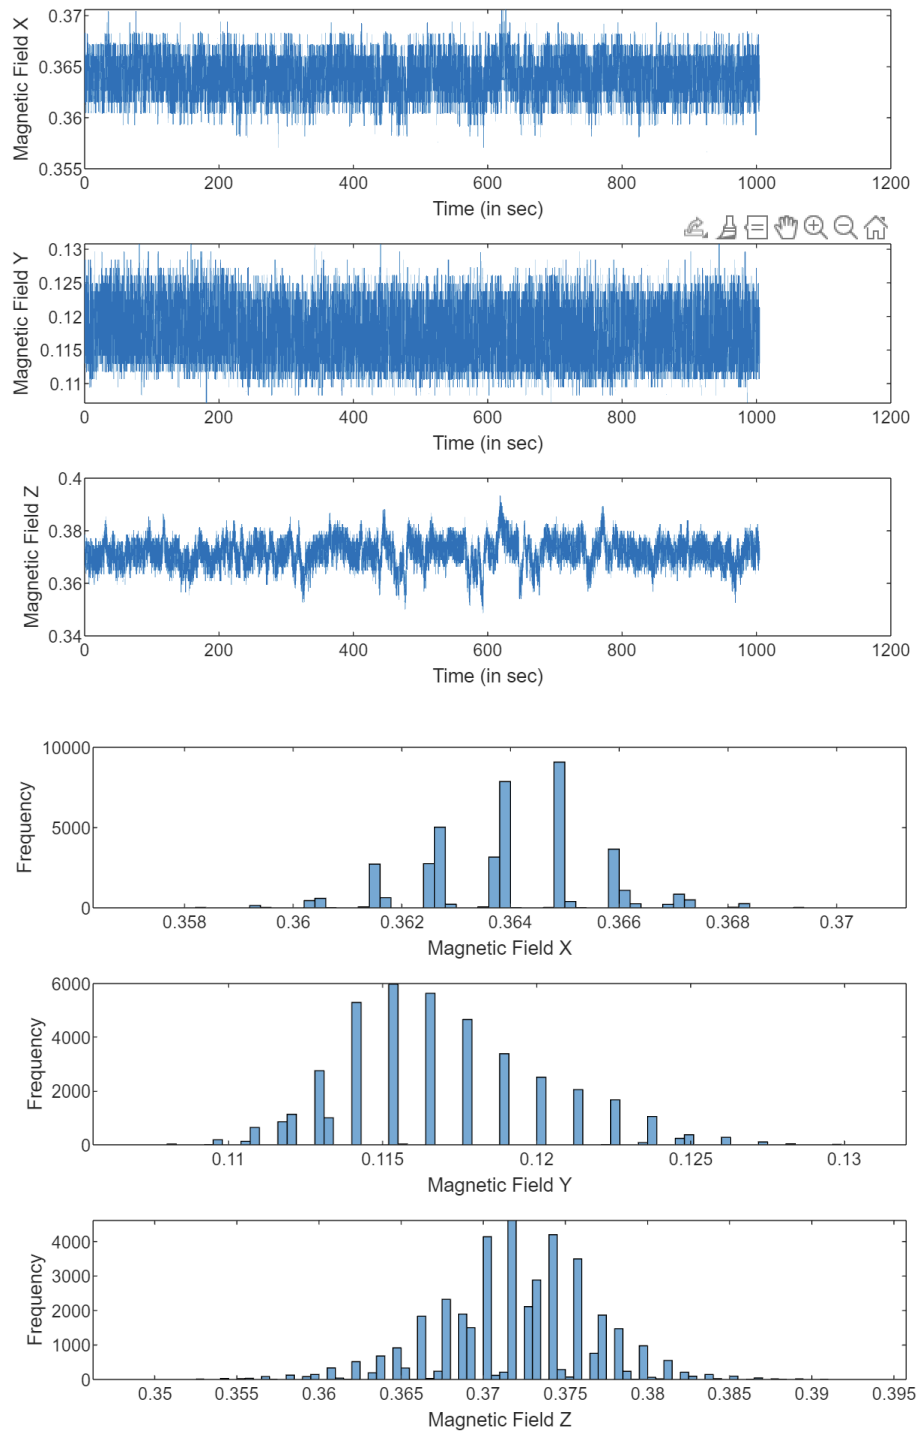 Magnetic Field X
0.37
0.365
0.36
0.355
0 200 400 600 800 1000 1200
Time (in sec)
Magnetic Field Y
0.13
0.125
0.12
0.115
0.11
0 200 400 600 800 1000 1200
Time (in sec)
Magnetic Field Z
0.4
0.38
0.36
0.34
0 200 400 600 800 1000 1200
Time (in sec)
Frequency
10000
5000
0
0.358 0.36 0.362 0.364 0.366 0.368 0.37
Magnetic Field X
Frequency
6000
4000
2000
0
0.11 0.115 0.12 0.125 0.13
Magnetic Field Y
Frequency
4000
3000
2000
1000
0
0.35 0.355 0.36 0.365 0.37 0.375 0.38 0.385 0.39 0.395
Magnetic Field Z